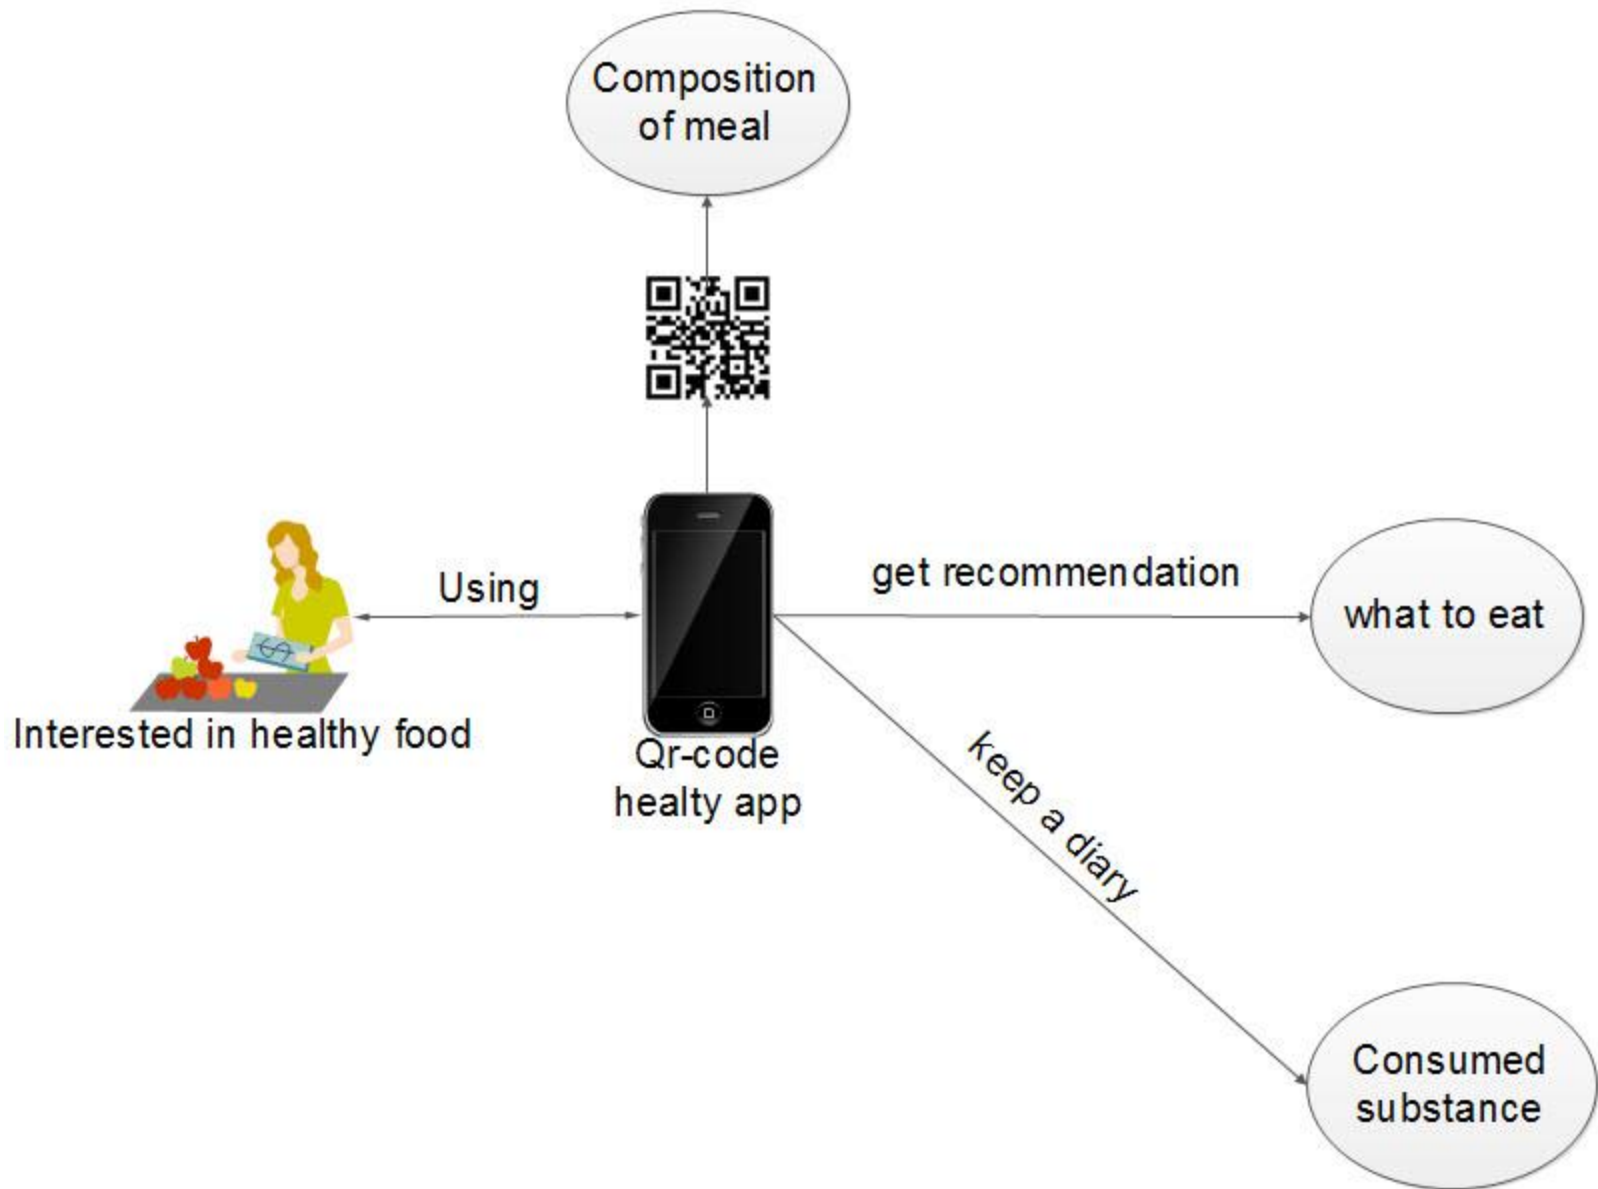 Composition
of meal
Using
get recommendation
what to eat
Interested in healthy food
Qr-code
healty app
keep a diary
Consumed
substance